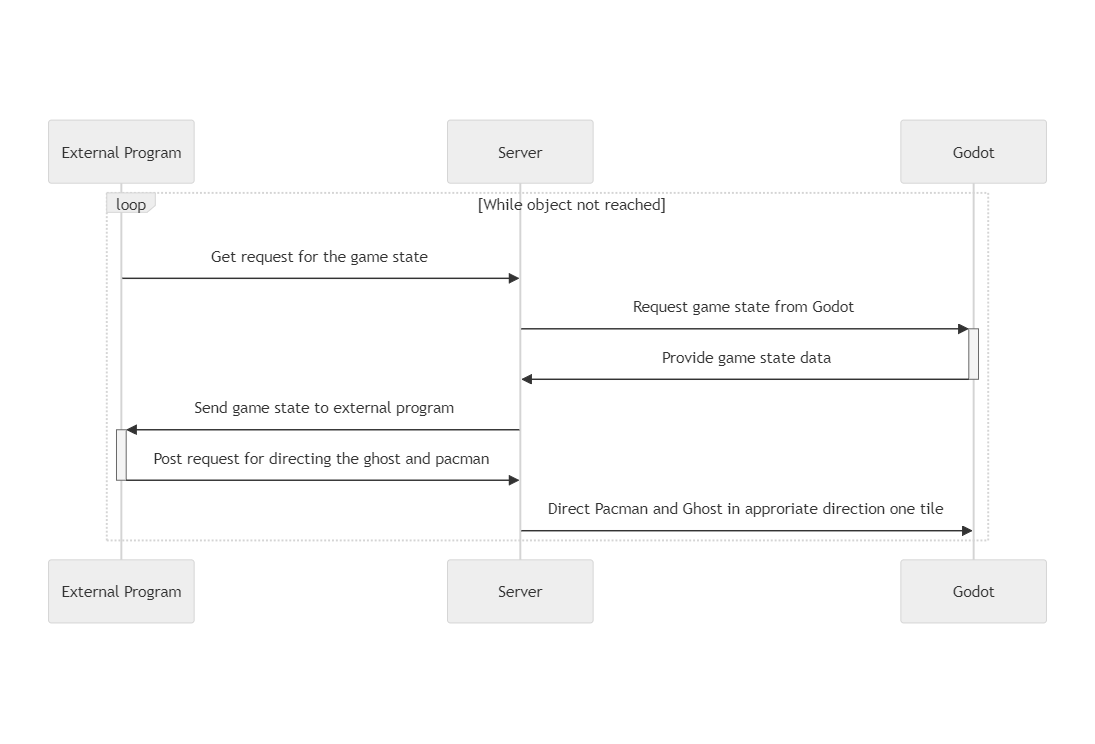 External Program
Server
Godot
loop
[While object not reached]
Get request for the game state
Request game state from Godot
Provide game state data
Send game state to external program
Post request for directing the ghost and pacman
Direct Pacman and Ghost in approriate direction one tile
External Program
Server
Godot